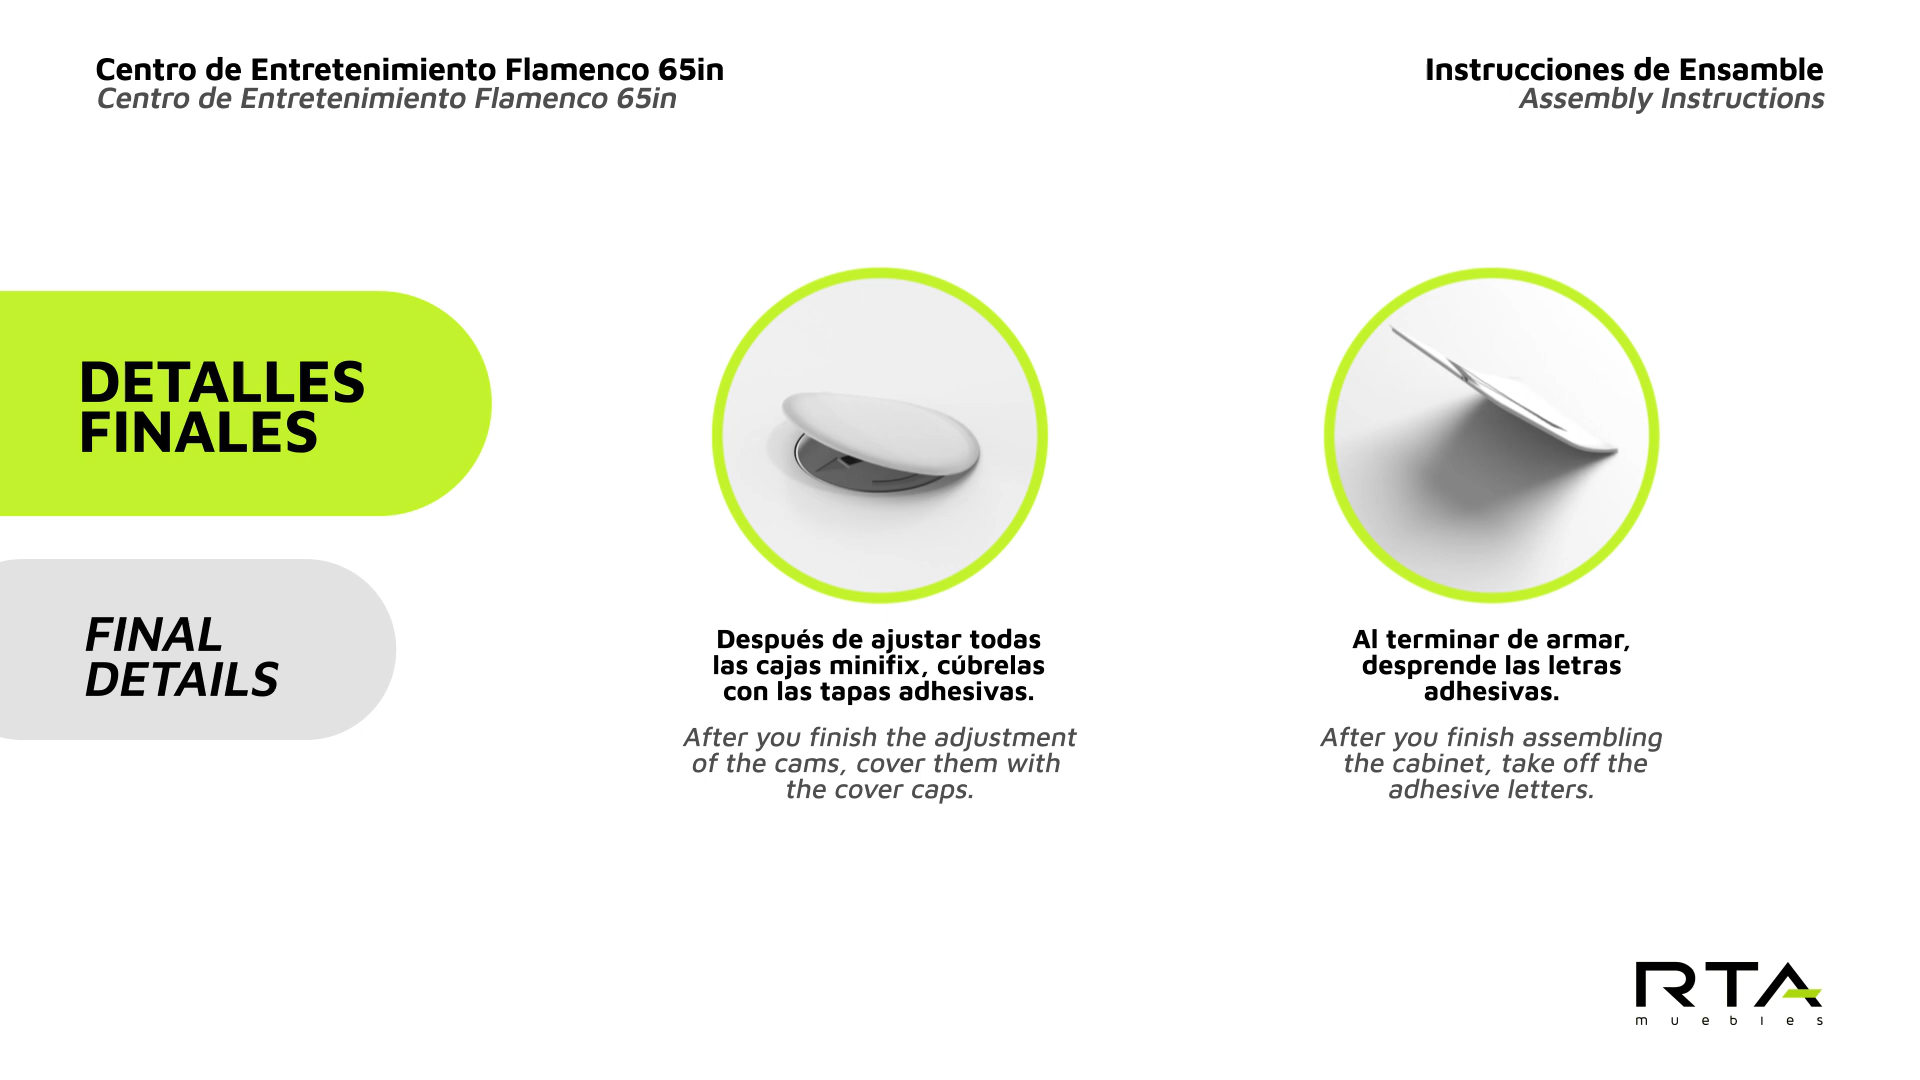 Centro de Entretenimiento Flamenco 65in
Centro de Entretenimiento Flamenco 65in
Instrucciones de Ensamble
Assembly Instructions
DETALLES
FINALES
FINAL
DETAILS
Después de ajustar todas
las cajas minifix, cúbrelas
con las tapas adhesivas.
After you finish the adjustment
of the cams, cover them with
the cover caps.
Al terminar de armar,
desprende las letras
adhesivas.
After you finish assembling
the cabinet, take off the
adhesive letters.
RTA
muebles